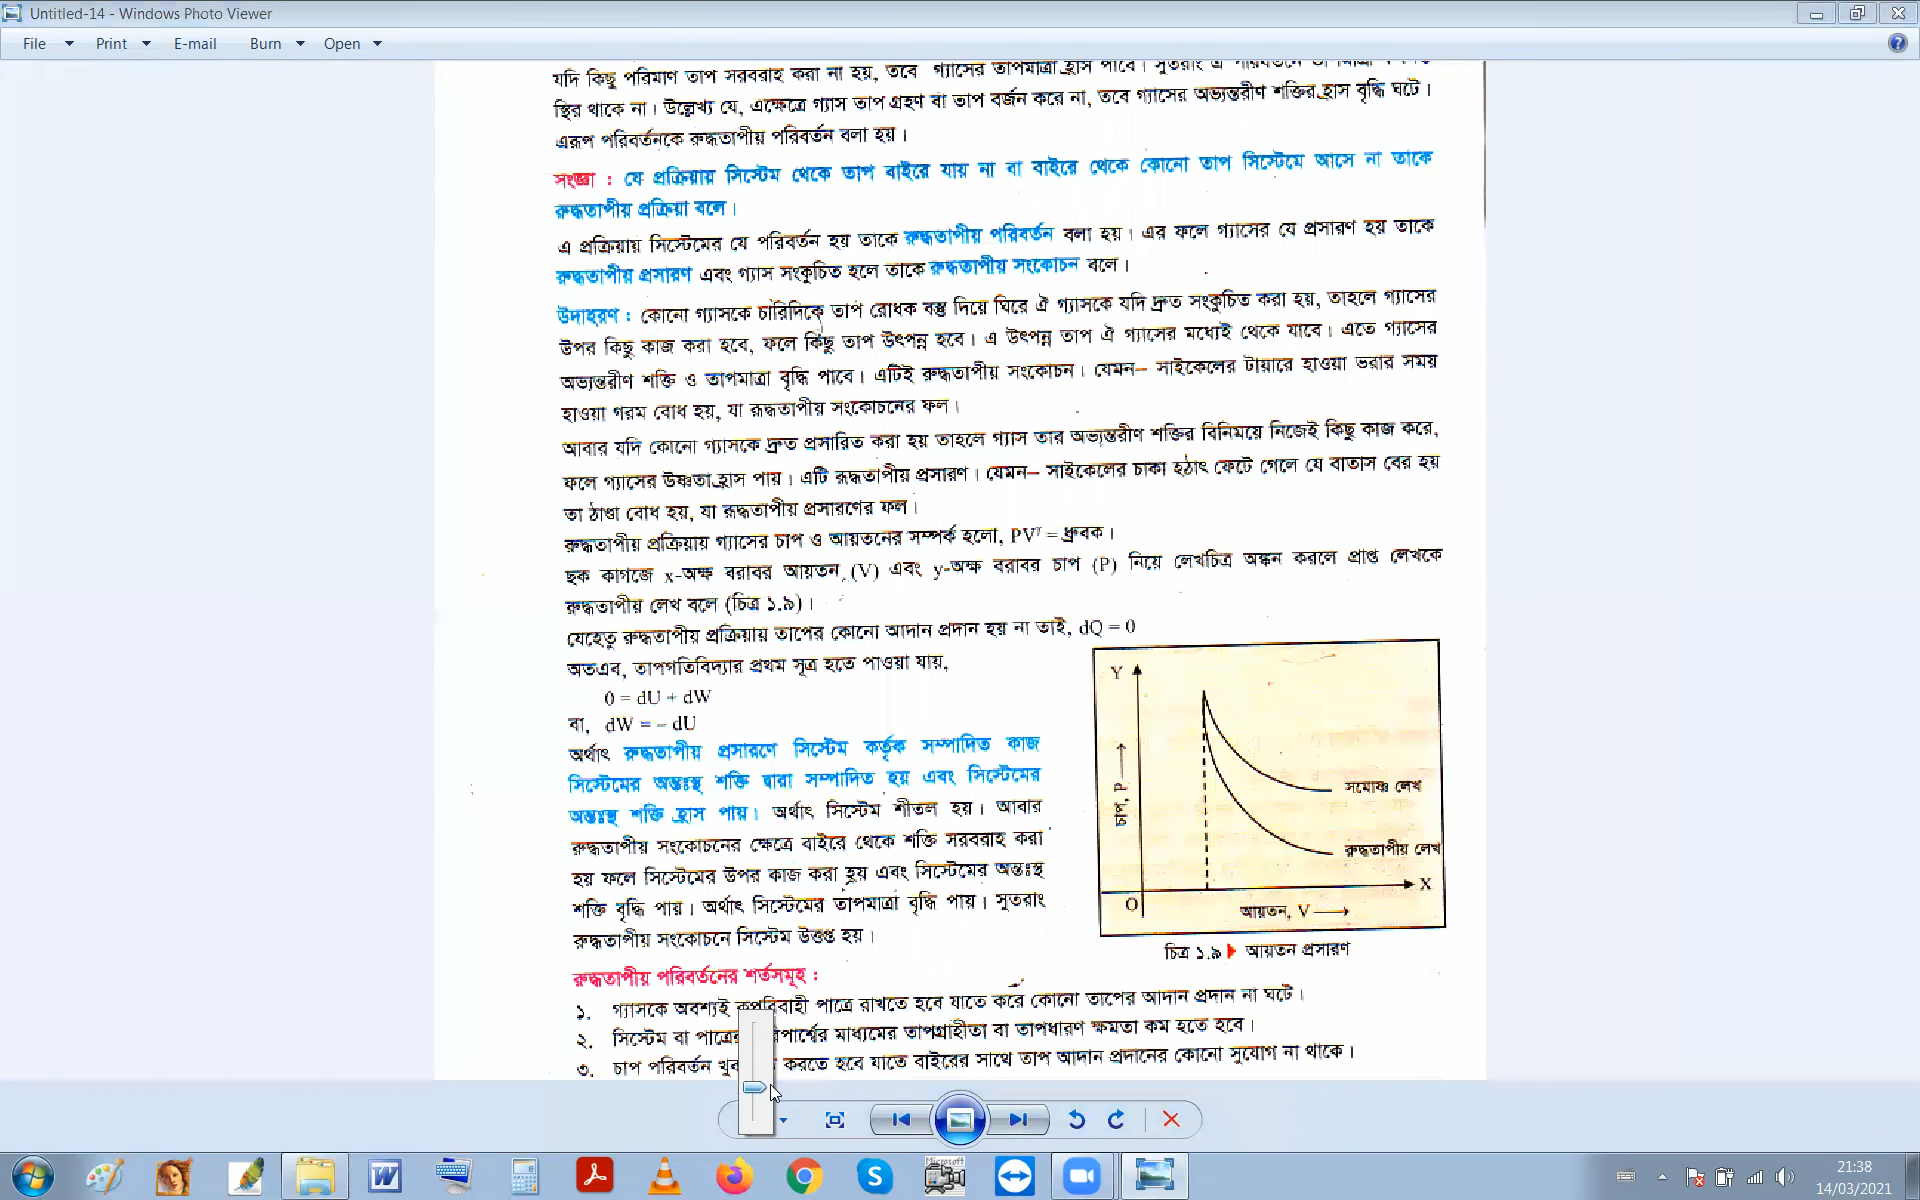 Untitled-14 - Windows Photo Viewer
File Print E-mail Burn Open
যদি কিছু পরিমাণ তাপ সরবরাহ করা না হয়, তবে গ্যাসের তাপমাত্রা হ্রাস পাবে। সুতরাং এ পরিবর্তনে
স্থির থাকে না। উল্লেখ্য যে, এক্ষেত্রে গ্যাস তাপ গ্রহণ বা তাপ বর্জন করে না, তবে গ্যাসের অভ্যন্তরীণ শক্তির হ্রাস বৃদ্ধি ঘটে।
এরূপ পরিবর্তনকে রুদ্ধতাপীয় পরিবর্তন বলা হয়।
সংজ্ঞা : যে প্রক্রিয়ায় সিস্টেম থেকে তাপ বাইরে যায় না বা বাইরে থেকে কোনো তাপ সিস্টেমে আসে না তাকে
রুদ্ধতাপীয় প্রক্রিয়া বলে।
এ প্রক্রিয়ায় সিস্টেমের যে পরিবর্তন হয় তাকে রুদ্ধতাপীয় পরিবর্তন বলা হয়। এর ফলে গ্যাসের যে প্রসারণ হয় তাকে
রুদ্ধতাপীয় প্রসারণ এবং গ্যাস সংকুচিত হলে তাকে রুদ্ধতাপীয় সংকোচন বলে।
উদাহরণ : কোনো গ্যাসকে চারিদিকে তাপ রোধক বস্তু দিয়ে ঘিরে ঐ গ্যাসকে যদি দ্রুত সংকুচিত করা হয়, তাহলে গ্যাসের
উপর কিছু কাজ করা হবে, ফলে কিছু তাপ উৎপন্ন হবে। এ উৎপন্ন তাপ ঐ গ্যাসের মধ্যেই থেকে যাবে। এতে গ্যাসের
অভ্যন্তরীণ শক্তি ও তাপমাত্রা বৃদ্ধি পাবে। এটিই রুদ্ধতাপীয় সংকোচন। যেমন– সাইকেলের টায়ারে হাওয়া ভরার সময়
হাওয়া গরম বোধ হয়, যা রূদ্ধতাপীয় সংকোচনের ফল।
আবার যদি কোনো গ্যাসকে দ্রুত প্রসারিত করা হয় তাহলে গ্যাস তার অভ্যন্তরীণ শক্তির বিনিময়ে নিজেই কিছু কাজ করে,
ফলে গ্যাসের উষ্ণতা হ্রাস পায়। এটি রূদ্ধতাপীয় প্রসারণ। যেমন– সাইকেলের চাকা হঠাৎ ফেটে গেলে যে বাতাস বের হয়
তা ঠাণ্ডা বোধ হয়, যা রূদ্ধতাপীয় প্রসারণের ফল।
রুদ্ধতাপীয় প্রক্রিয়ায় গ্যাসের চাপ ও আয়তনের সম্পর্ক হলো, PVᵞ = ধ্রুবক।
ছক কাগজে x-অক্ষ বরাবর আয়তন (V) এবং y-অক্ষ বরাবর চাপ (P) নিয়ে লেখচিত্র অঙ্কন করলে প্রাপ্ত লেখকে
রুদ্ধতাপীয় লেখ বলে (চিত্র ১.৯)।
যেহেতু রুদ্ধতাপীয় প্রক্রিয়ায় তাপের কোনো আদান প্রদান হয় না তাই, dQ = 0
অতএব, তাপগতিবিদ্যার প্রথম সূত্র হতে পাওয়া যায়,
0 = dU + dW
বা, dW = – dU
অর্থাৎ রুদ্ধতাপীয় প্রসারণে সিস্টেম কর্তৃক সম্পাদিত কাজ
সিস্টেমের অন্তঃস্থ শক্তি দ্বারা সম্পাদিত হয় এবং সিস্টেমের
অন্তঃস্থ শক্তি হ্রাস পায়। অর্থাৎ সিস্টেম শীতল হয়। আবার
রুদ্ধতাপীয় সংকোচনের ক্ষেত্রে বাইরে থেকে শক্তি সরবরাহ করা
হয় ফলে সিস্টেমের উপর কাজ করা হয় এবং সিস্টেমের অন্তঃস্থ
শক্তি বৃদ্ধি পায়। অর্থাৎ সিস্টেমের তাপমাত্রা বৃদ্ধি পায়। সুতরাং
রুদ্ধতাপীয় সংকোচনে সিস্টেম উত্তপ্ত হয়।
Y
চাপ, P
সমোষ্ণ লেখ
রুদ্ধতাপীয় লেখ
X
O
আয়তন, V
চিত্র ১.৯ আয়তন প্রসারণ
রুদ্ধতাপীয় পরিবর্তনের শর্তসমূহ :
১. গ্যাসকে অবশ্যই কুপরিবাহী পাত্রে রাখতে হবে যাতে করে কোনো তাপের আদান প্রদান না ঘটে।
২. সিস্টেম বা পাত্রের মাধ্যমের তাপগ্রাহীতা বা তাপধারণ ক্ষমতা কম হতে হবে।
৩. চাপ পরিবর্তন খুব করতে হবে যাতে বাইরের সাথে তাপ আদান প্রদানের কোনো সুযোগ না থাকে।
21:38
14/03/2021